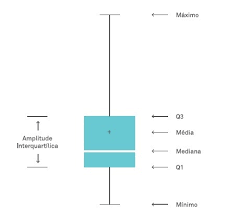 Máximo
Q3
Amplitude
Interquartílica
Média
Mediana
Q1
Mínimo